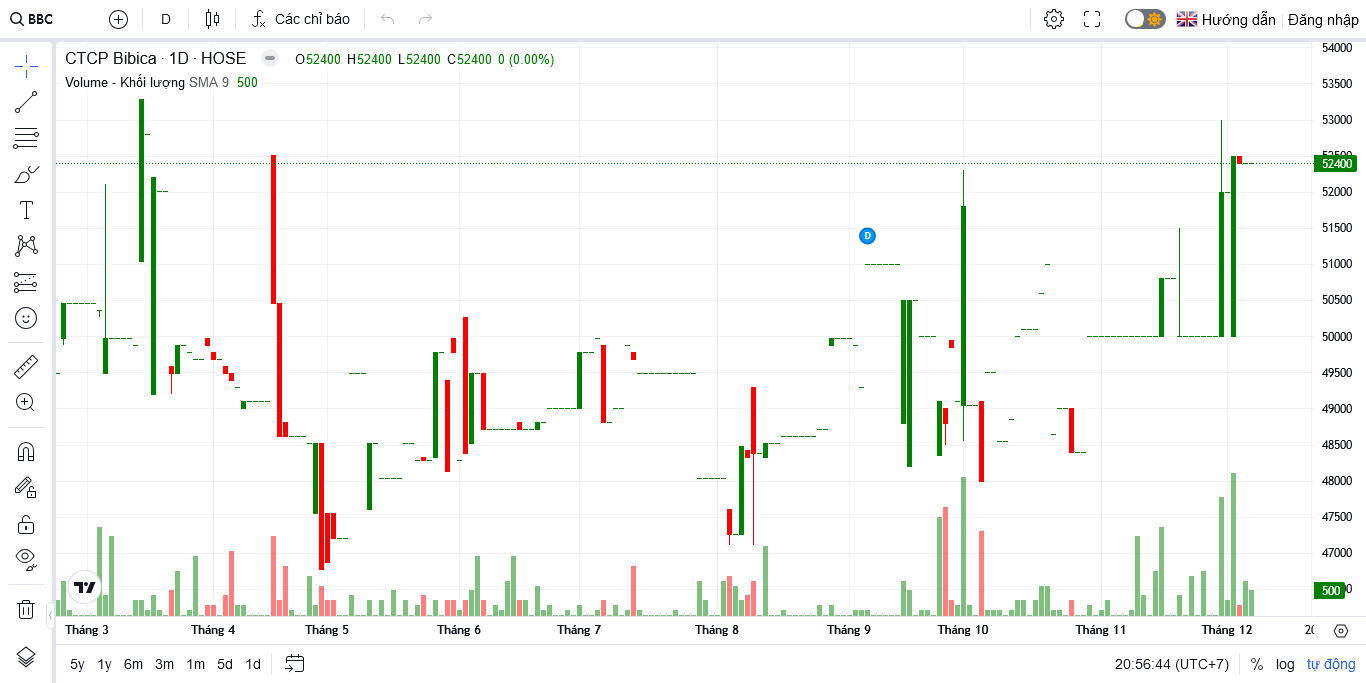 BBC D Các chỉ báo Hướng dẫn Đăng nhập
CTCP Bibica · 1D · HOSE O52400 H52400 L52400 C52400 0 (0.00%)
Volume - Khối lượng SMA 9 500
54000
53500
53000
52400
52000
51500
D
51000
50500
50000
49500
49000
48500
48000
47500
47000
500
Tháng 3 Tháng 4 Tháng 5 Tháng 6 Tháng 7 Tháng 8 Tháng 9 Tháng 10 Tháng 11 Tháng 12
5y 1y 6m 3m 1m 5d 1d 20:56:44 (UTC+7) % log tự động